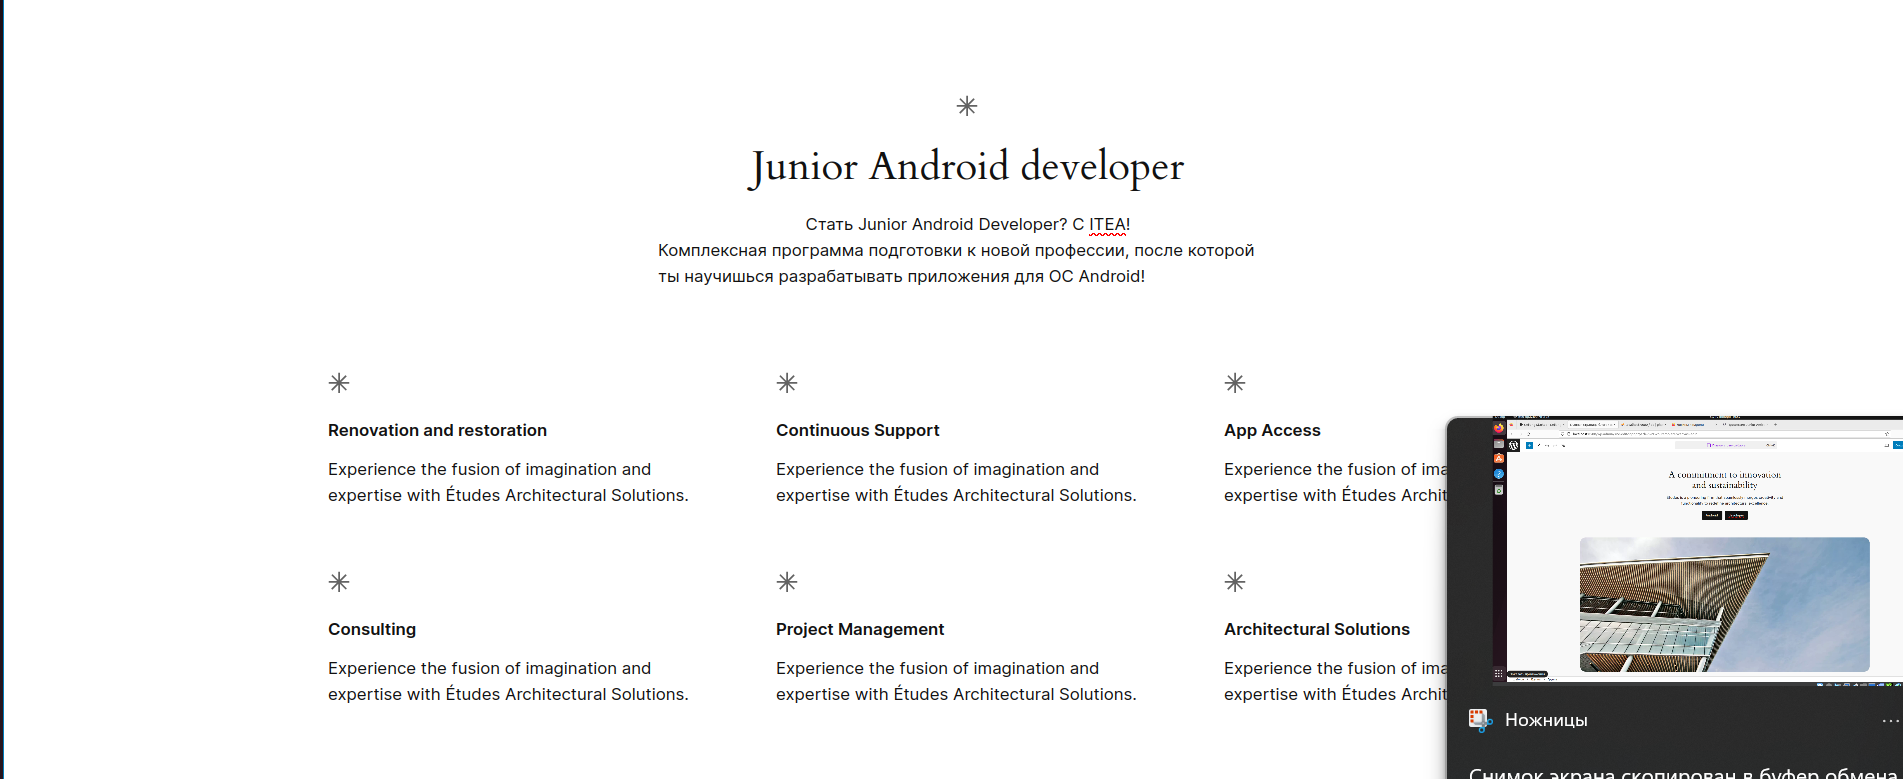 Junior Android developer
Стать Junior Android Developer? С ITEA!
Комплексная программа подготовки к новой профессии, после которой
ты научишься разрабатывать приложения для ОС Android!
Renovation and restoration
Experience the fusion of imagination and
expertise with Études Architectural Solutions.
Continuous Support
Experience the fusion of imagination and
expertise with Études Architectural Solutions.
App Access
Experience the fusion of ima
expertise with Études Archit
Consulting
Experience the fusion of imagination and
expertise with Études Architectural Solutions.
Project Management
Experience the fusion of imagination and
expertise with Études Architectural Solutions.
Architectural Solutions
Experience the fusion of ima
expertise with Études Archit
A commitment to innovation
and sustainability
Ножницы
Снимок экрана скопирован в буфер обмена